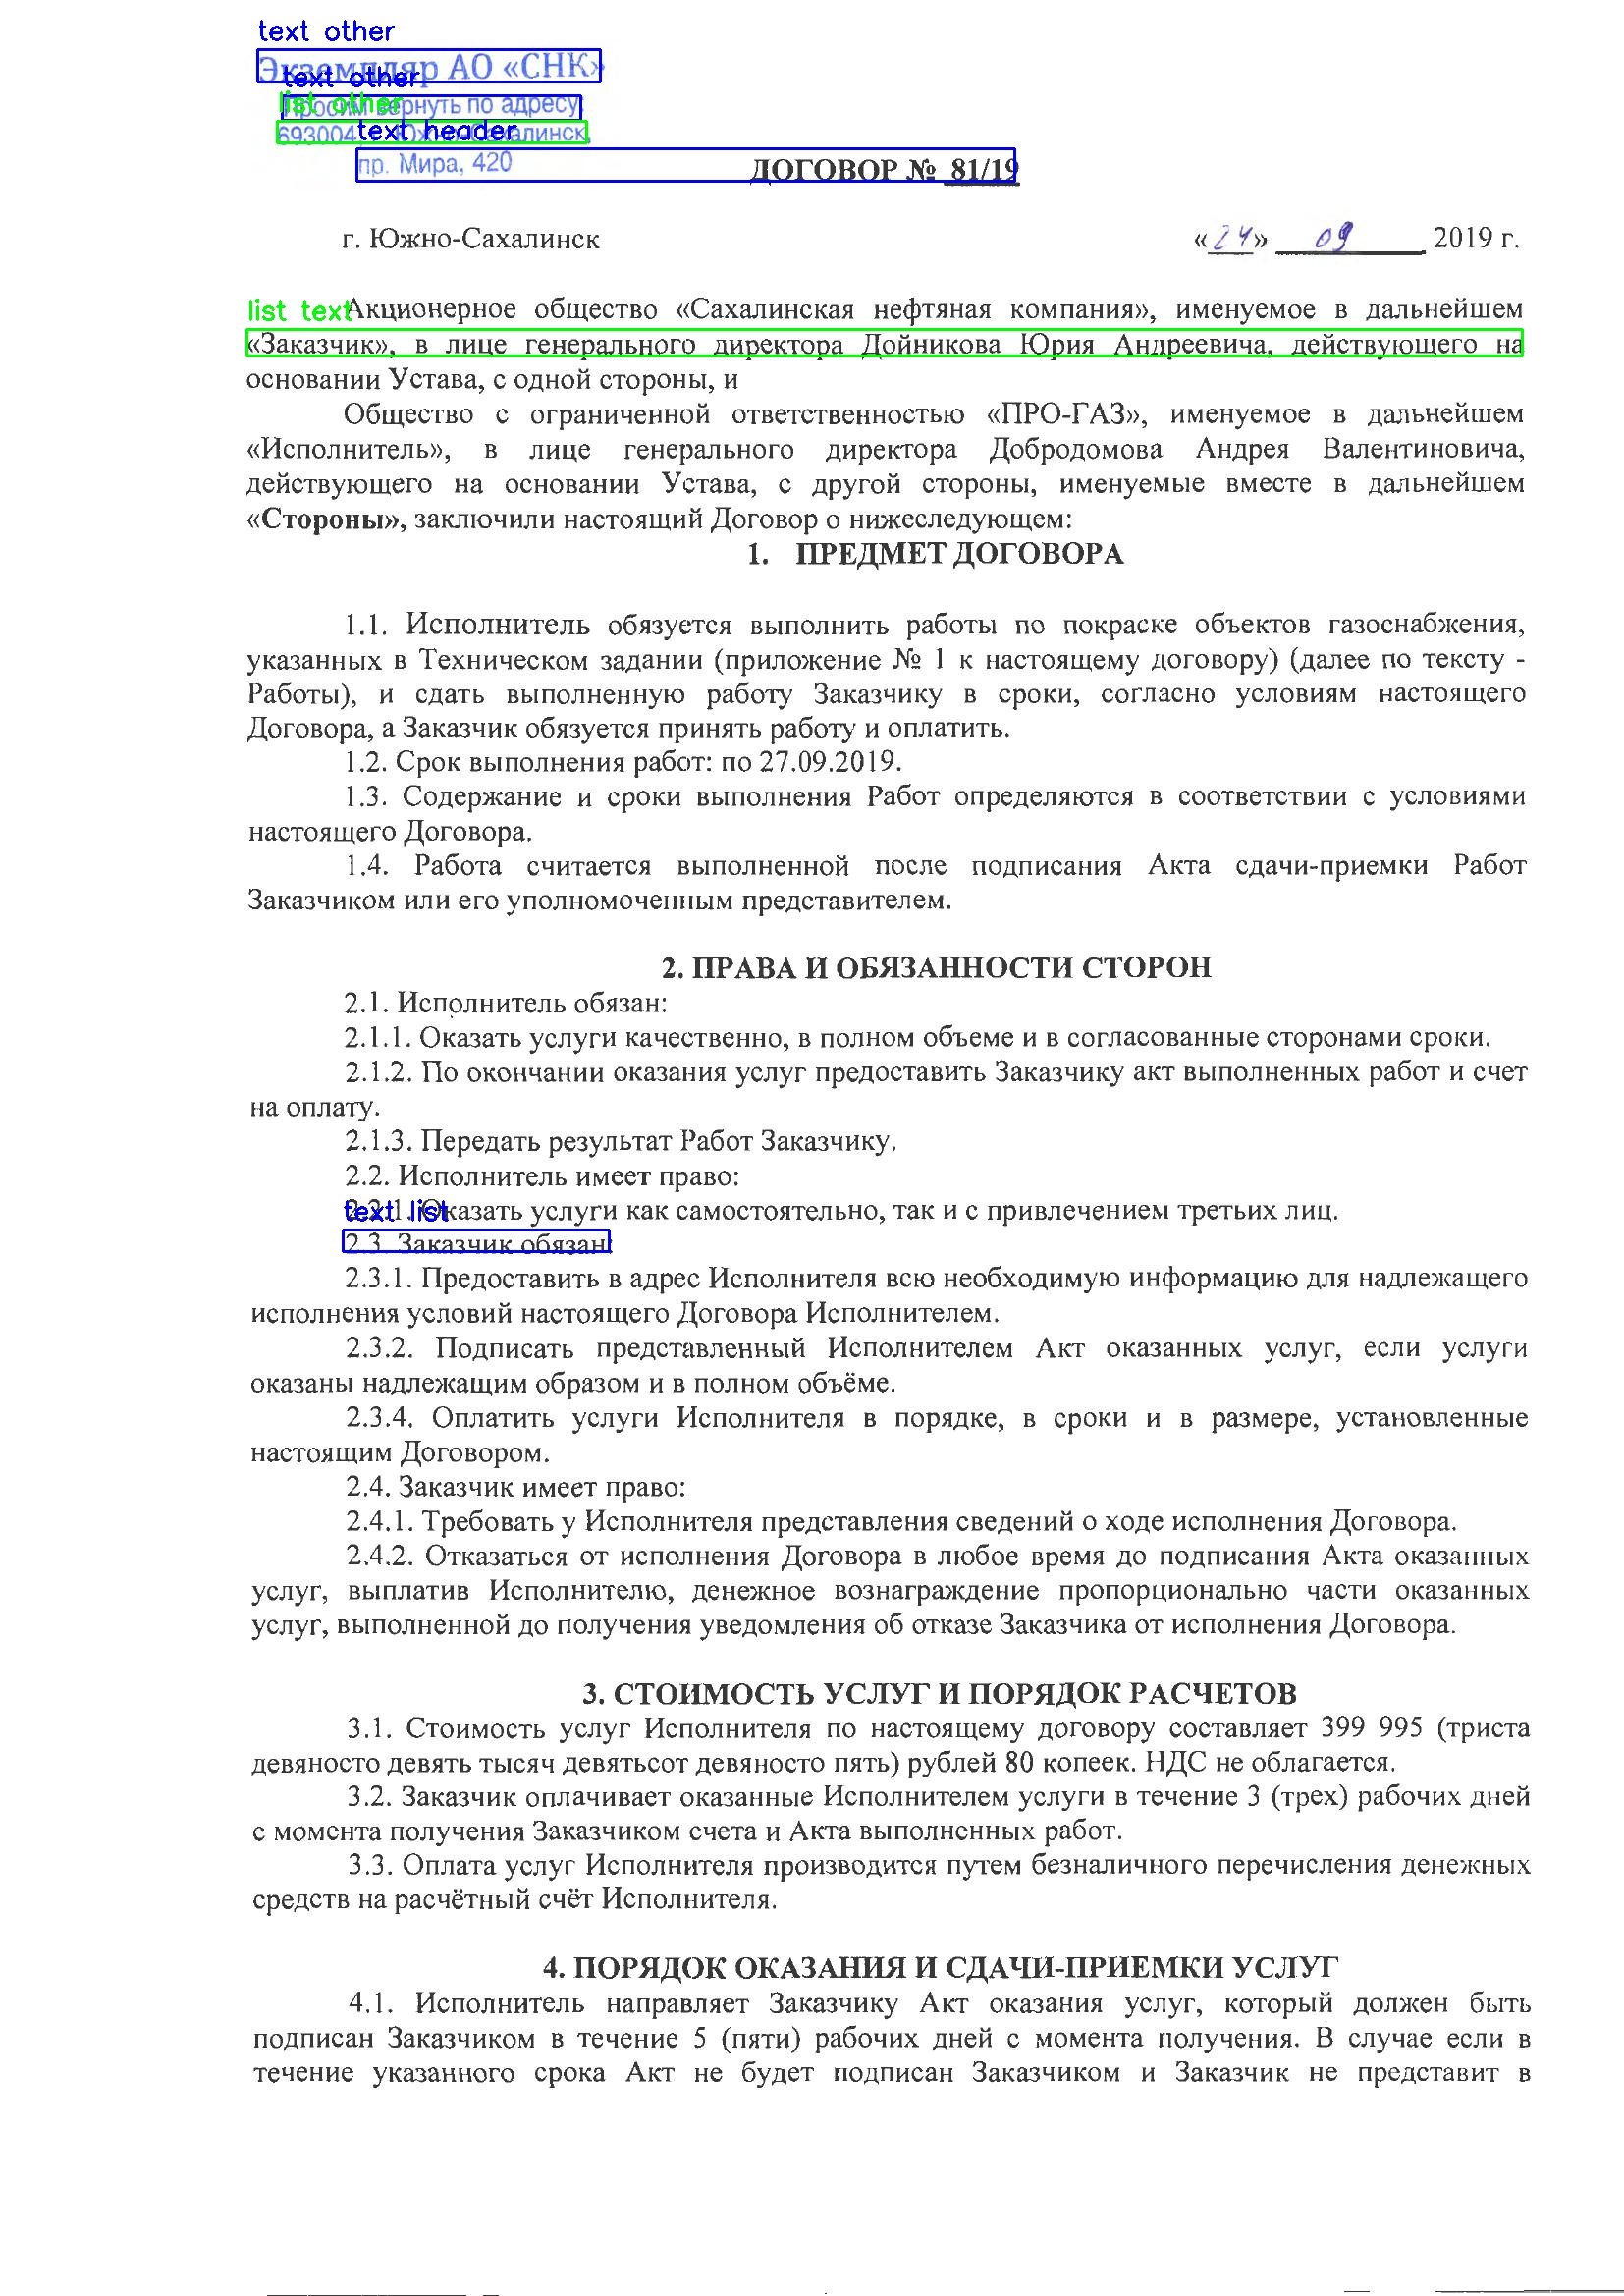 text other
Экземпляр АО «СНК»
text other
list other
Просим вернуть по адресу
693004, г. Южно-Сахалинск,
text header
пр. Мира, 420
ДОГОВОР № 81/19
г. Южно-Сахалинск «24» 09 2019 г.
list text
Акционерное общество «Сахалинская нефтяная компания», именуемое в дальнейшем
«Заказчик», в лице генерального директора Дойникова Юрия Андреевича, действующего на
основании Устава, с одной стороны, и
Общество с ограниченной ответственностью «ПРО-ГАЗ», именуемое в дальнейшем
«Исполнитель», в лице генерального директора Добродомова Андрея Валентиновича,
действующего на основании Устава, с другой стороны, именуемые вместе в дальнейшем
«Стороны», заключили настоящий Договор о нижеследующем:
1. ПРЕДМЕТ ДОГОВОРА
1.1. Исполнитель обязуется выполнить работы по покраске объектов газоснабжения,
указанных в Техническом задании (приложение № 1 к настоящему договору) (далее по тексту -
Работы), и сдать выполненную работу Заказчику в сроки, согласно условиям настоящего
Договора, а Заказчик обязуется принять работу и оплатить.
1.2. Срок выполнения работ: по 27.09.2019.
1.3. Содержание и сроки выполнения Работ определяются в соответствии с условиями
настоящего Договора.
1.4. Работа считается выполненной после подписания Акта сдачи-приемки Работ
Заказчиком или его уполномоченным представителем.
2. ПРАВА И ОБЯЗАННОСТИ СТОРОН
2.1. Исполнитель обязан:
2.1.1. Оказать услуги качественно, в полном объеме и в согласованные сторонами сроки.
2.1.2. По окончании оказания услуг предоставить Заказчику акт выполненных работ и счет
на оплату.
2.1.3. Передать результат Работ Заказчику.
2.2. Исполнитель имеет право:
text list
2.2.1. Оказать услуги как самостоятельно, так и с привлечением третьих лиц.
2.3. Заказчик обязан:
2.3.1. Предоставить в адрес Исполнителя всю необходимую информацию для надлежащего
исполнения условий настоящего Договора Исполнителем.
2.3.2. Подписать представленный Исполнителем Акт оказанных услуг, если услуги
оказаны надлежащим образом и в полном объёме.
2.3.4. Оплатить услуги Исполнителя в порядке, в сроки и в размере, установленные
настоящим Договором.
2.4. Заказчик имеет право:
2.4.1. Требовать у Исполнителя представления сведений о ходе исполнения Договора.
2.4.2. Отказаться от исполнения Договора в любое время до подписания Акта оказанных
услуг, выплатив Исполнителю, денежное вознаграждение пропорционально части оказанных
услуг, выполненной до получения уведомления об отказе Заказчика от исполнения Договора.
3. СТОИМОСТЬ УСЛУГ И ПОРЯДОК РАСЧЕТОВ
3.1. Стоимость услуг Исполнителя по настоящему договору составляет 399 995 (триста
девяносто девять тысяч девятьсот девяносто пять) рублей 80 копеек. НДС не облагается.
3.2. Заказчик оплачивает оказанные Исполнителем услуги в течение 3 (трех) рабочих дней
с момента получения Заказчиком счета и Акта выполненных работ.
3.3. Оплата услуг Исполнителя производится путем безналичного перечисления денежных
средств на расчётный счёт Исполнителя.
4. ПОРЯДОК ОКАЗАНИЯ И СДАЧИ-ПРИЕМКИ УСЛУГ
4.1. Исполнитель направляет Заказчику Акт оказания услуг, который должен быть
подписан Заказчиком в течение 5 (пяти) рабочих дней с момента получения. В случае если в
течение указанного срока Акт не будет подписан Заказчиком и Заказчик не представит в